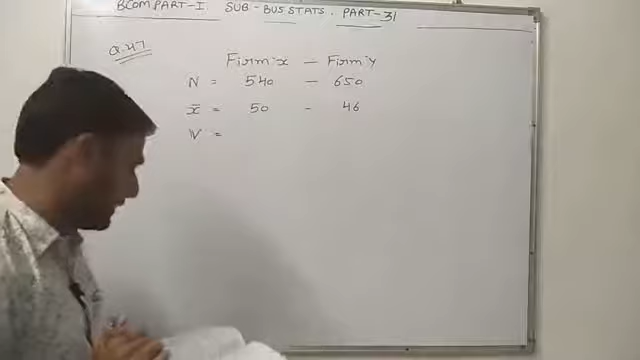 BCOM PART-I. SUB-BUS STATS. PART-31
Q.47
Firm-x — Firm-y
N = 540 — 650
x̄ = 50 - 46
V =